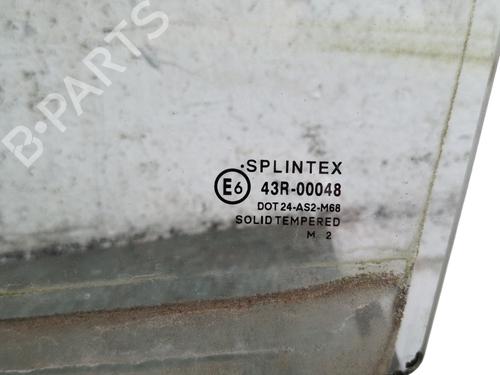 B-PARTS
·SPLINTEX
E6 43R-00048
DOT 24-AS2-M68
SOLID TEMPERED
M 2